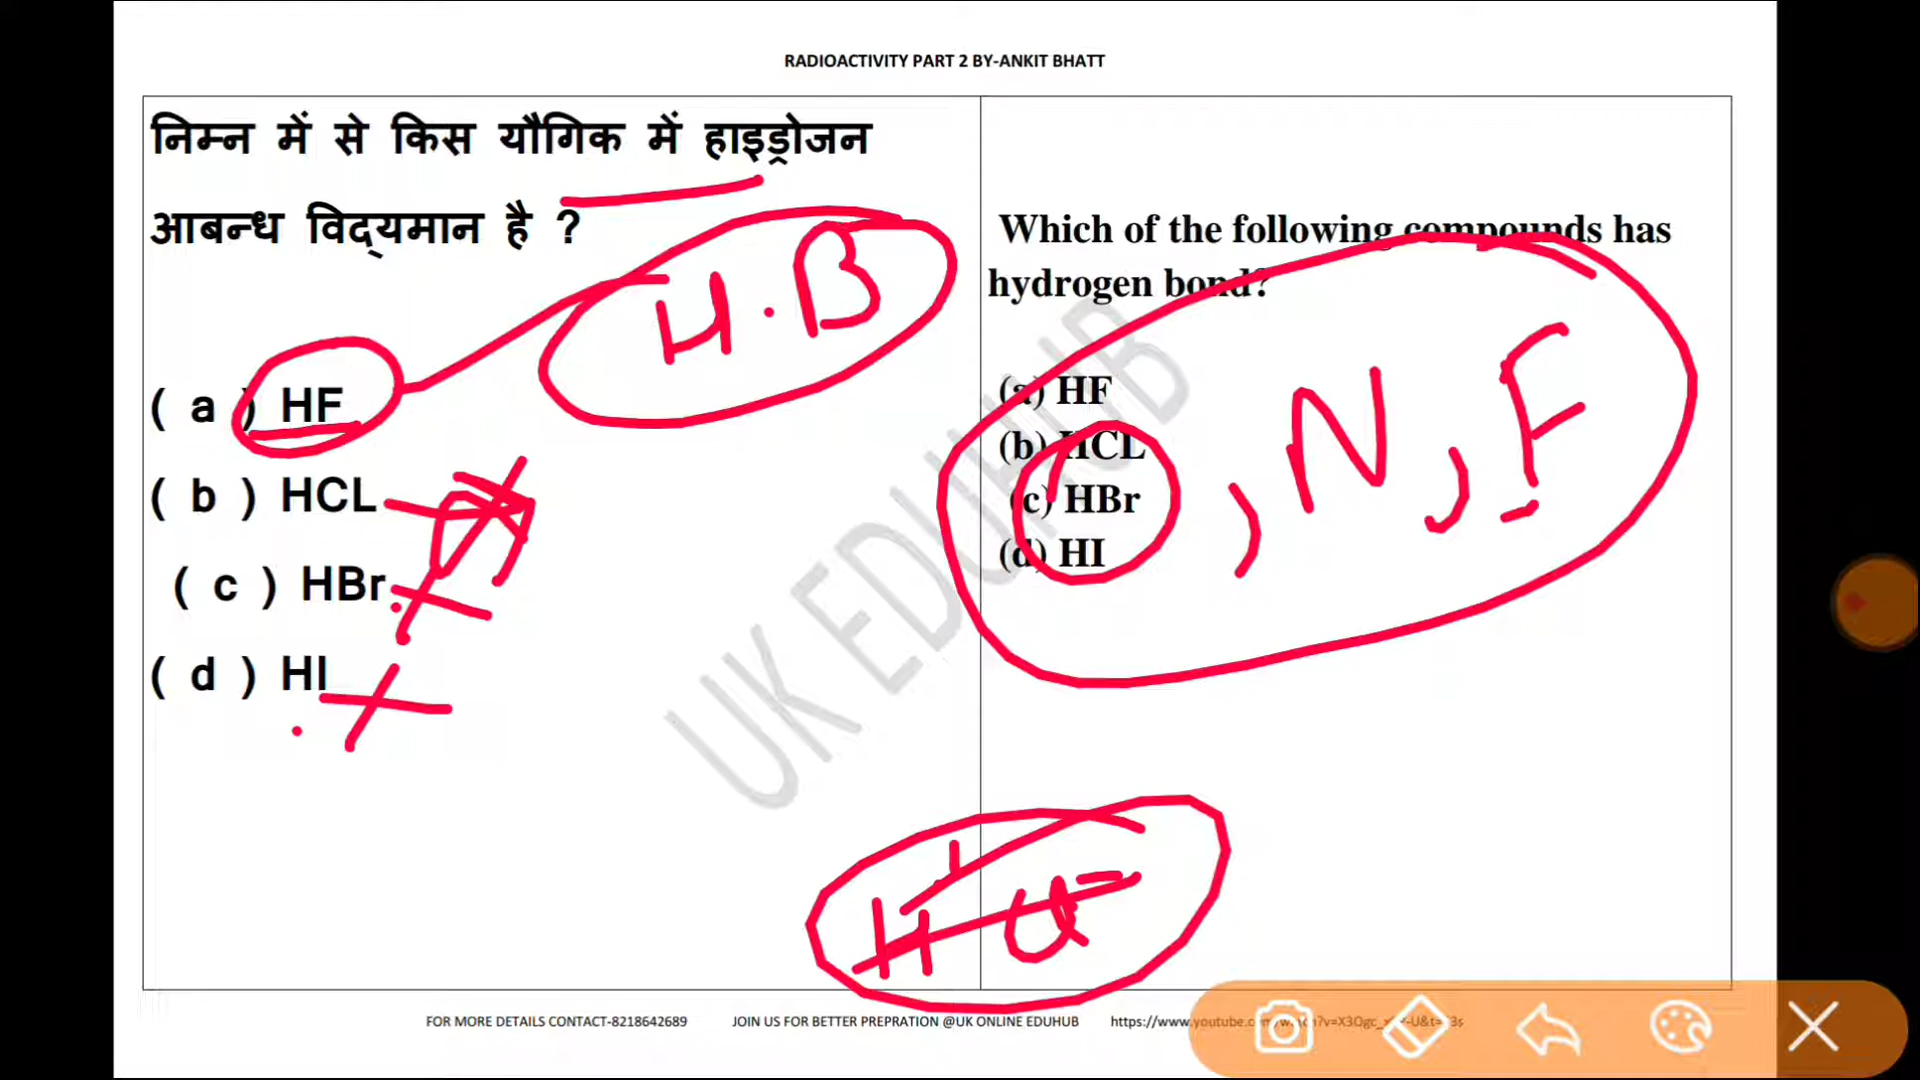 RADIOACTIVITY PART 2 BY-ANKIT BHATT
निम्न में से किस यौगिक में हाइड्रोजन
आबन्ध विद्यमान है ?
H.B
( a ) HF
( b ) HCL
( c ) HBr
( d ) HI
Which of the following compounds has
hydrogen bond?
(a) HF
(b) HCL
(c) HBr
(d) HI
O, N, F
UK EDUHUB
FOR MORE DETAILS CONTACT-8218642689 JOIN US FOR BETTER PREPRATION @UK ONLINE EDUHUB